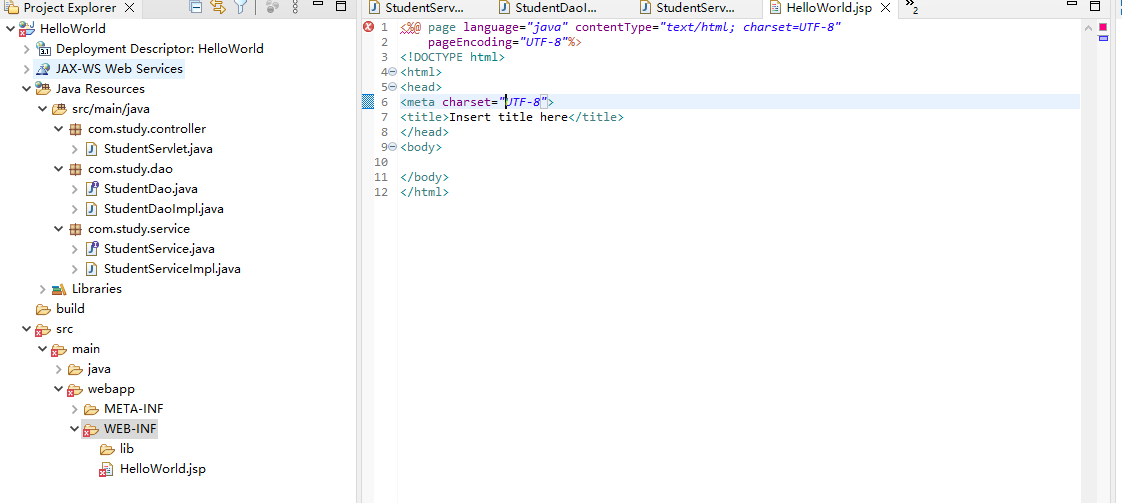 Project Explorer
HelloWorld
Deployment Descriptor: HelloWorld
JAX-WS Web Services
Java Resources
src/main/java
com.study.controller
StudentServlet.java
com.study.dao
StudentDao.java
StudentDaoImpl.java
com.study.service
StudentService.java
StudentServiceImpl.java
Libraries
build
src
main
java
webapp
META-INF
WEB-INF
lib
HelloWorld.jsp
StudentServ... StudentDaoI... StudentServ... HelloWorld.jsp 2
1 <%@ page language="java" contentType="text/html; charset=UTF-8"
2 pageEncoding="UTF-8"%>
3 <!DOCTYPE html>
4 <html>
5 <head>
6 <meta charset="UTF-8">
7 <title>Insert title here</title>
8 </head>
9 <body>
10
11 </body>
12 </html>